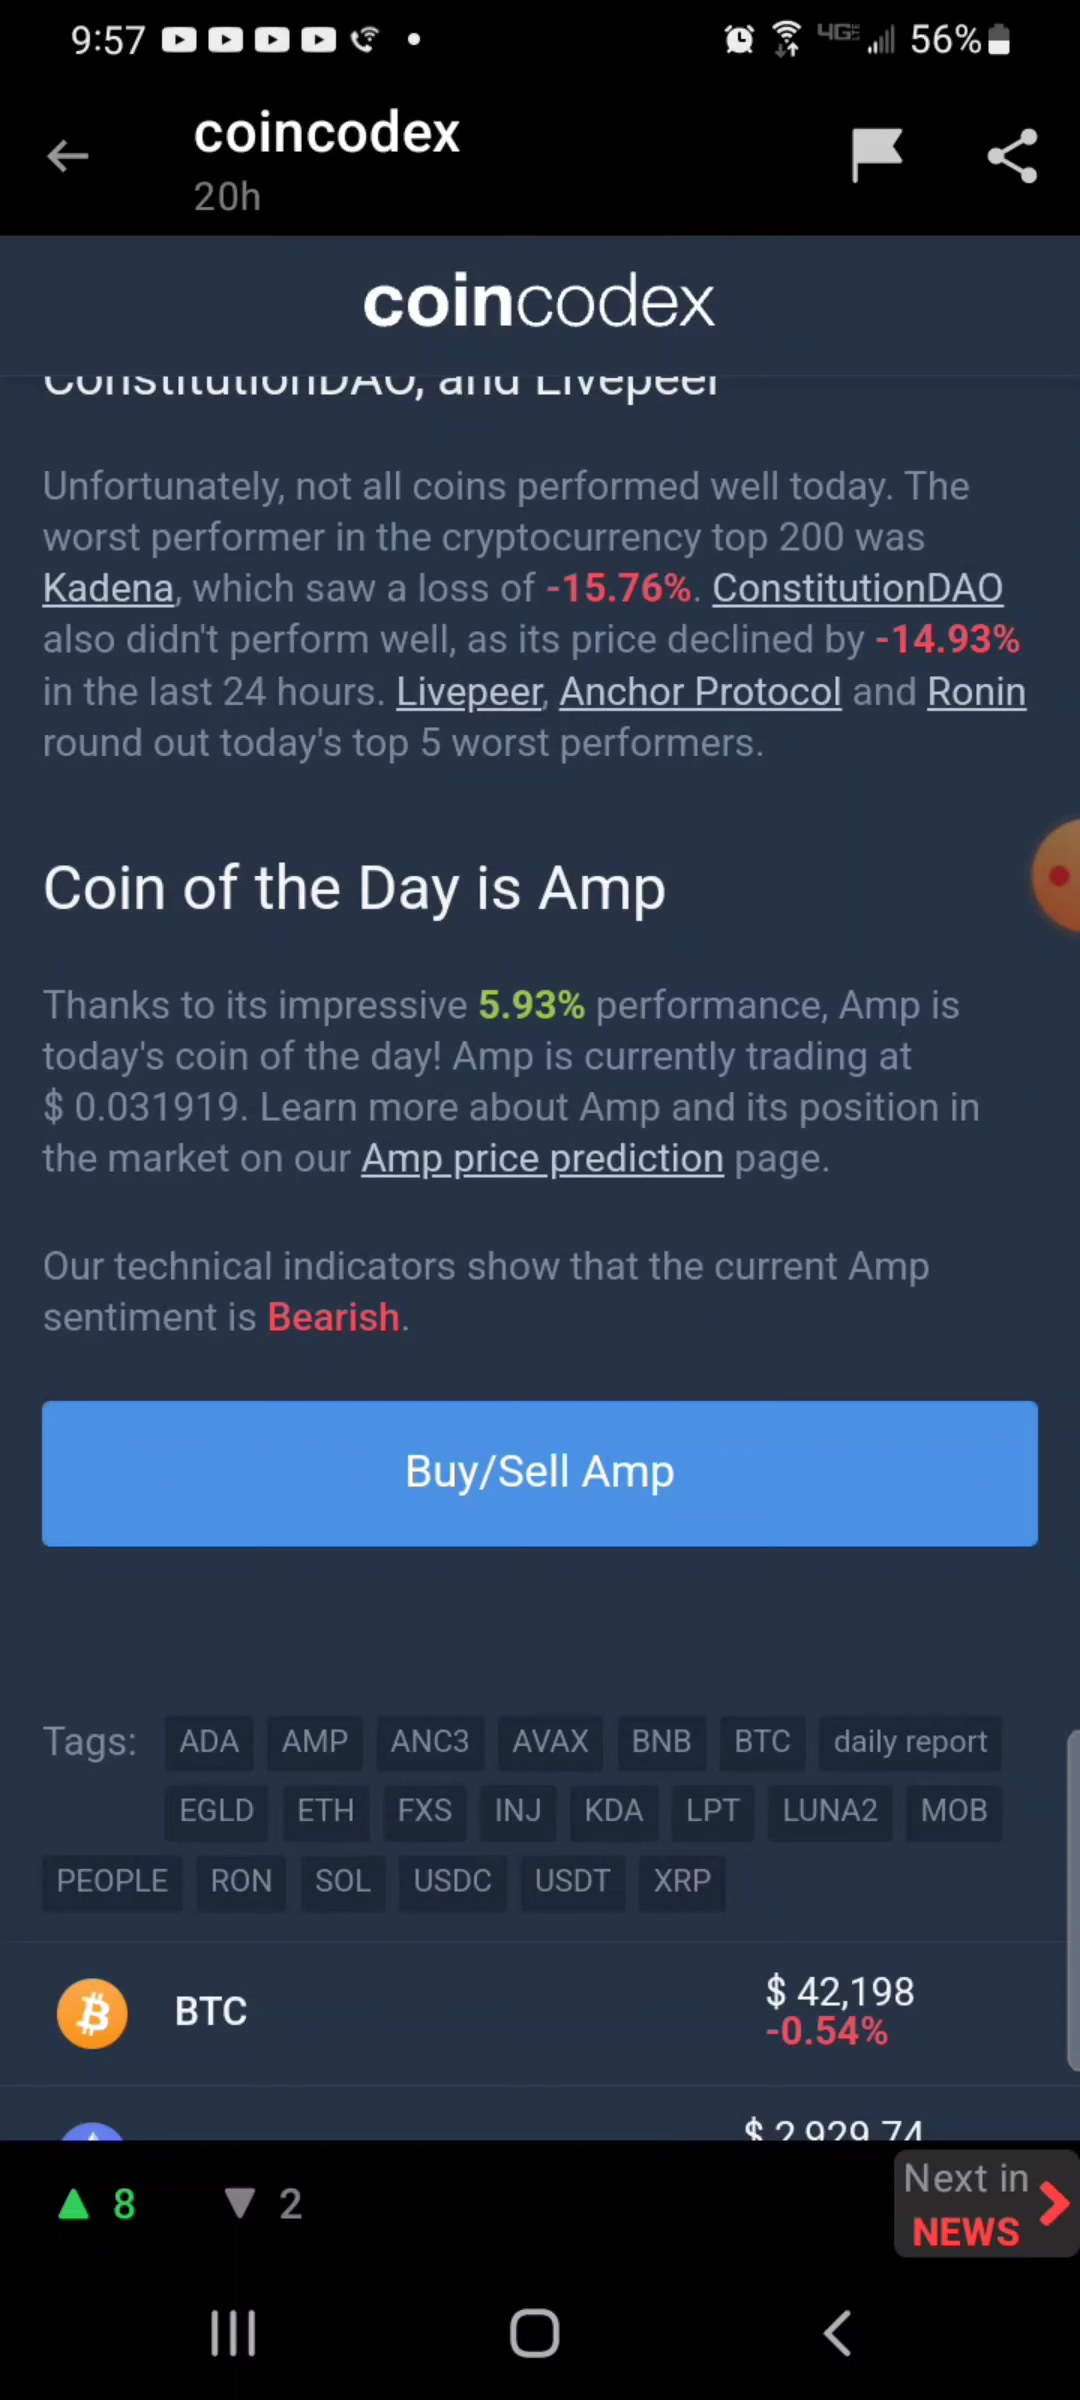 9:57 4GE 56%
coincodex
20h
coincodex
ConstitutionDAO, and Livepeer
Unfortunately, not all coins performed well today. The
worst performer in the cryptocurrency top 200 was
Kadena, which saw a loss of -15.76%. ConstitutionDAO
also didn't perform well, as its price declined by -14.93%
in the last 24 hours. Livepeer, Anchor Protocol and Ronin
round out today's top 5 worst performers.
Coin of the Day is Amp
Thanks to its impressive 5.93% performance, Amp is
today's coin of the day! Amp is currently trading at
$ 0.031919. Learn more about Amp and its position in
the market on our Amp price prediction page.
Our technical indicators show that the current Amp
sentiment is Bearish.
Buy/Sell Amp
Tags: ADA AMP ANC3 AVAX BNB BTC daily report
EGLD ETH FXS INJ KDA LPT LUNA2 MOB
PEOPLE RON SOL USDC USDT XRP
BTC $ 42,198
-0.54%
$ 2,929.74
8 2
Next in
NEWS